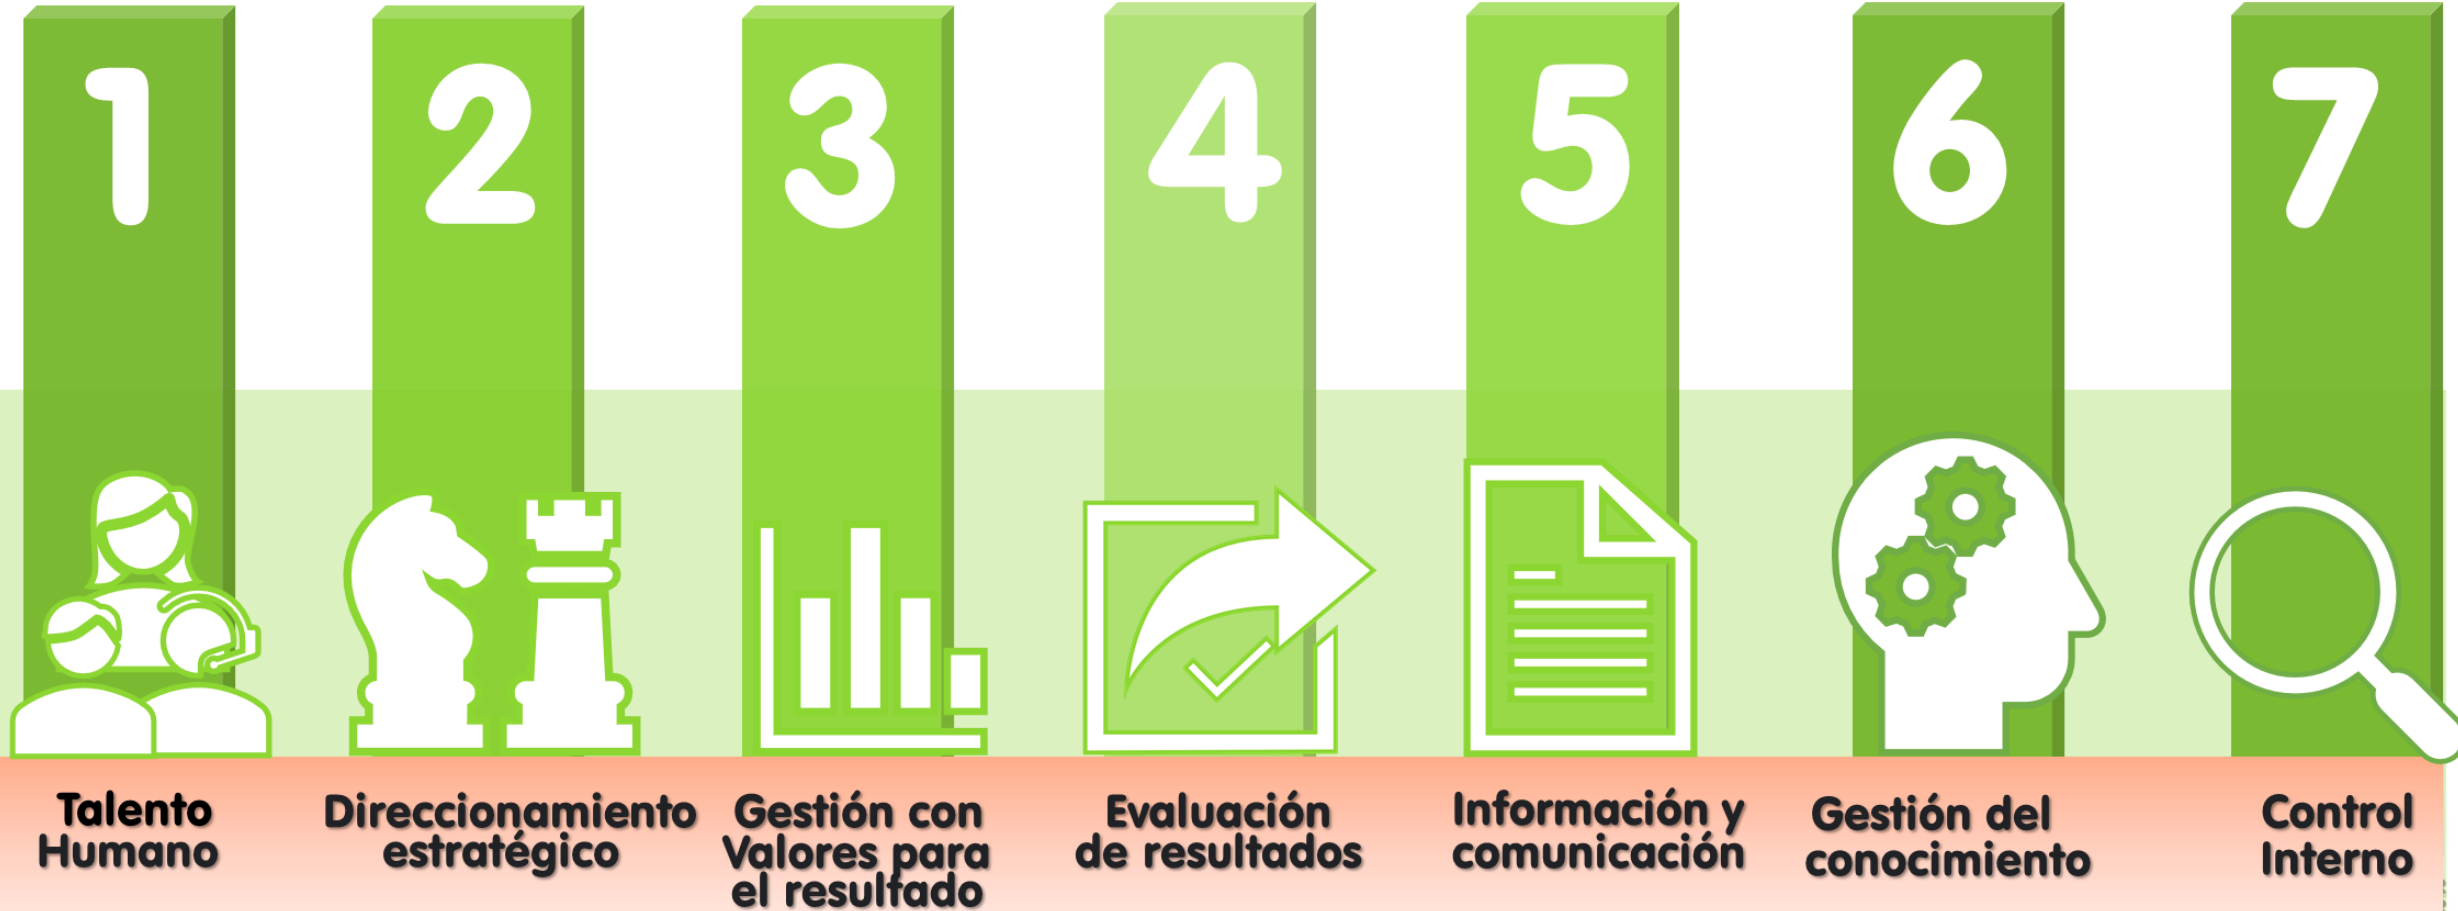 1
2
3
4
5
6
7
Talento
Humano
Direccionamiento
estratégico
Gestión con
Valores para
el resultado
Evaluación
de resultados
Información y
comunicación
Gestión del
conocimiento
Control
Interno